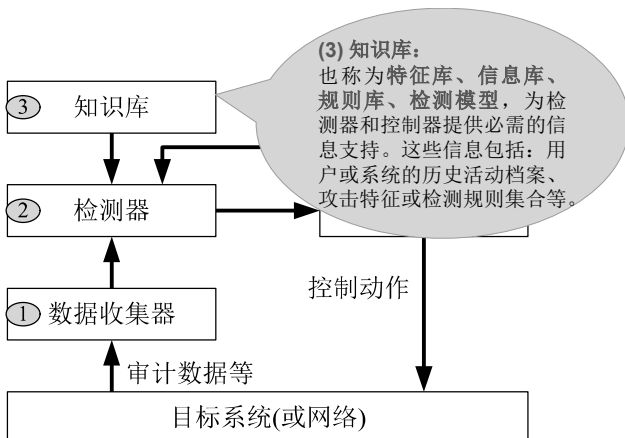 (3) 知识库：
也称为特征库、信息库、
规则库、检测模型，为检
测器和控制器提供必需的信
息支持。这些信息包括：用
户或系统的历史活动档案、
攻击特征或检测规则集合等。
3 知识库
2 检测器
控制动作
1 数据收集器
审计数据等
目标系统(或网络)